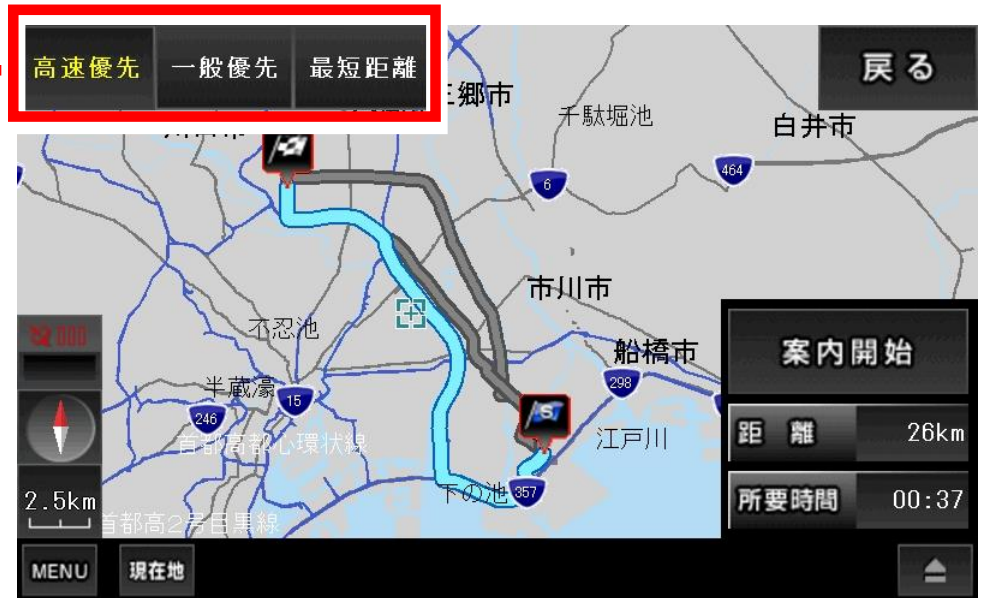 高速優先 一般優先 最短距離
戻る
郷市
千駄堀池
白井市
464
6
市川市
不忍池
船橋市
案内開始
298
半蔵濠
15
S
246
首都高都心環状線
江戸川
距離 26km
2.5km
下の池
357
所要時間 00:37
首都高2号目黒線
MENU 現在地